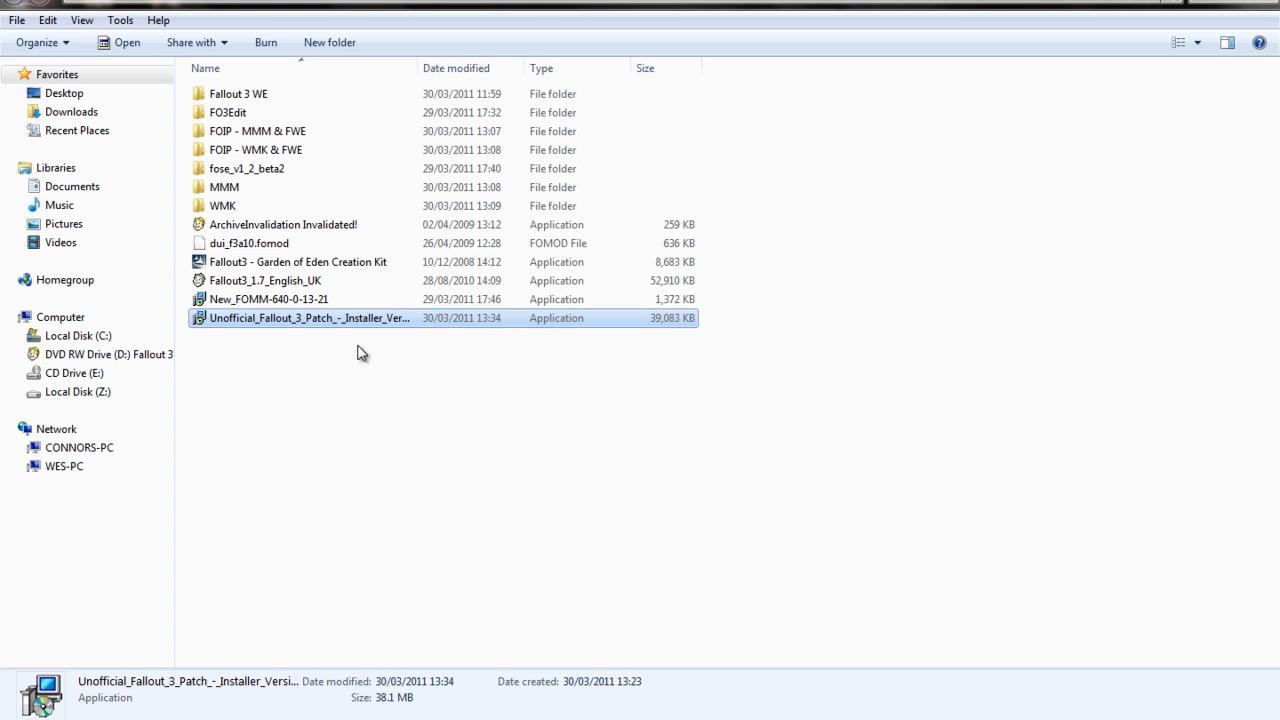 File Edit View Tools Help
Organize Open Share with Burn New folder
Favorites
Desktop
Downloads
Recent Places
Libraries
Documents
Music
Pictures
Videos
Homegroup
Computer
Local Disk (C:)
DVD RW Drive (D:) Fallout 3
CD Drive (E:)
Local Disk (Z:)
Network
CONNORS-PC
WES-PC
Name Date modified Type Size
Fallout 3 WE 30/03/2011 11:59 File folder
FO3Edit 29/03/2011 17:32 File folder
FOIP - MMM & FWE 30/03/2011 13:07 File folder
FOIP - WMK & FWE 30/03/2011 13:08 File folder
fose_v1_2_beta2 29/03/2011 17:40 File folder
MMM 30/03/2011 13:08 File folder
WMK 30/03/2011 13:09 File folder
ArchiveInvalidation Invalidated! 02/04/2009 13:12 Application 259 KB
dui_f3a10.fomod 26/04/2009 12:28 FOMOD File 636 KB
Fallout3 - Garden of Eden Creation Kit 10/12/2008 14:12 Application 8,683 KB
Fallout3_1.7_English_UK 28/08/2010 14:09 Application 52,910 KB
New_FOMM-640-0-13-21 29/03/2011 17:46 Application 1,372 KB
Unofficial_Fallout_3_Patch_-_Installer_Ver... 30/03/2011 13:34 Application 39,083 KB
Unofficial_Fallout_3_Patch_-_Installer_Versi... Date modified: 30/03/2011 13:34 Date created: 30/03/2011 13:23
Application Size: 38.1 MB